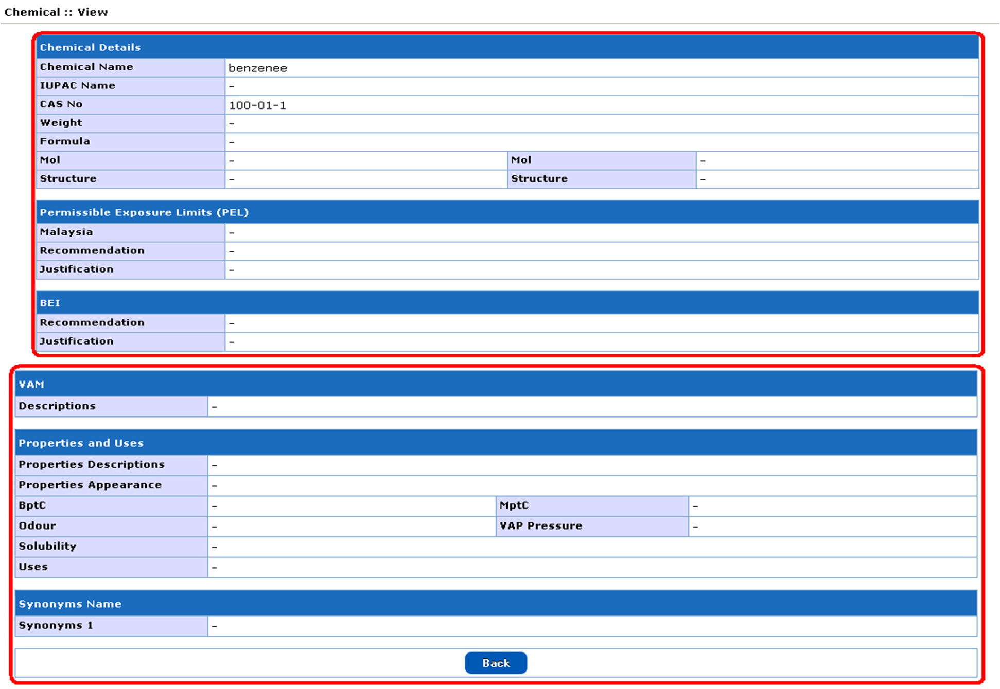 Chemical :: View
Chemical Details
Chemical Name benzenee
IUPAC Name -
CAS No 100-01-1
Weight -
Formula -
Mol - Mol -
Structure - Structure -
Permissible Exposure Limits (PEL)
Malaysia -
Recommendation -
Justification -
BEI
Recommendation -
Justification -
VAM
Descriptions -
Properties and Uses
Properties Descriptions -
Properties Appearance -
BptC - MptC -
Odour - VAP Pressure -
Solubility -
Uses -
Synonyms Name
Synonyms 1 -
Back